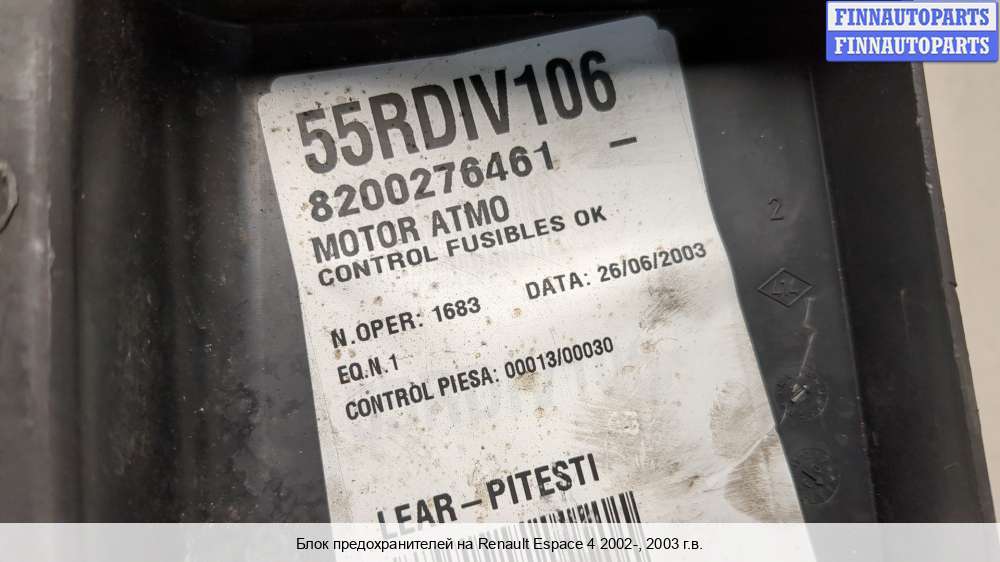 FINNAUTOPARTS
FINNAUTOPARTS
55RDIV106
8200276461 –
MOTOR ATMO
CONTROL FUSIBLES OK
N.OPER: 1683 DATA: 26/06/2003
EQ.N.1
CONTROL PIESA: 00013/00030
LEAR – PITESTI
2
Блок предохранителей на Renault Espace 4 2002-, 2003 г.в.